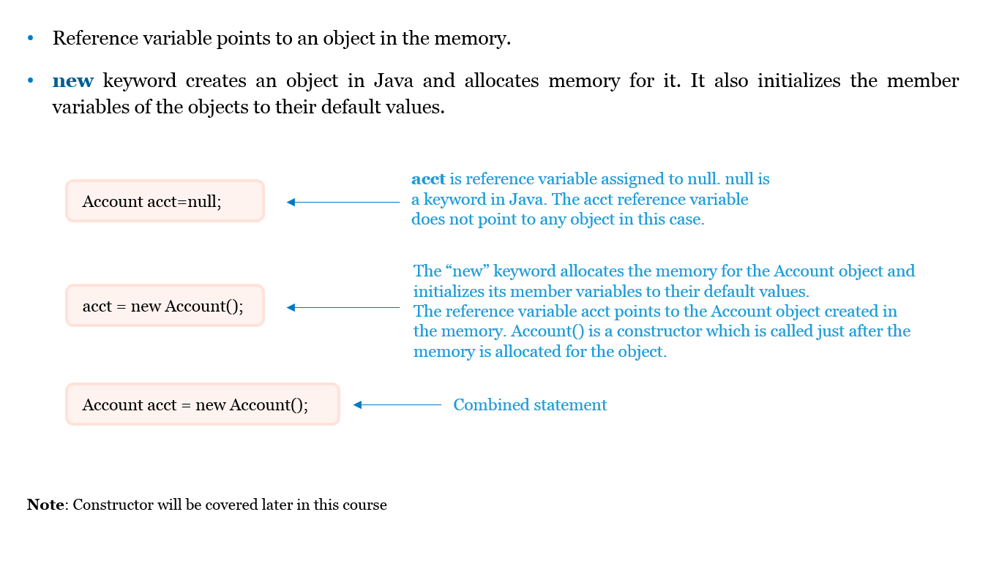 • Reference variable points to an object in the memory.
• new keyword creates an object in Java and allocates memory for it. It also initializes the member
variables of the objects to their default values.
Account acct=null;
acct is reference variable assigned to null. null is
a keyword in Java. The acct reference variable
does not point to any object in this case.
acct = new Account();
The “new” keyword allocates the memory for the Account object and
initializes its member variables to their default values.
The reference variable acct points to the Account object created in
the memory. Account() is a constructor which is called just after the
memory is allocated for the object.
Account acct = new Account();
Combined statement
Note: Constructor will be covered later in this course